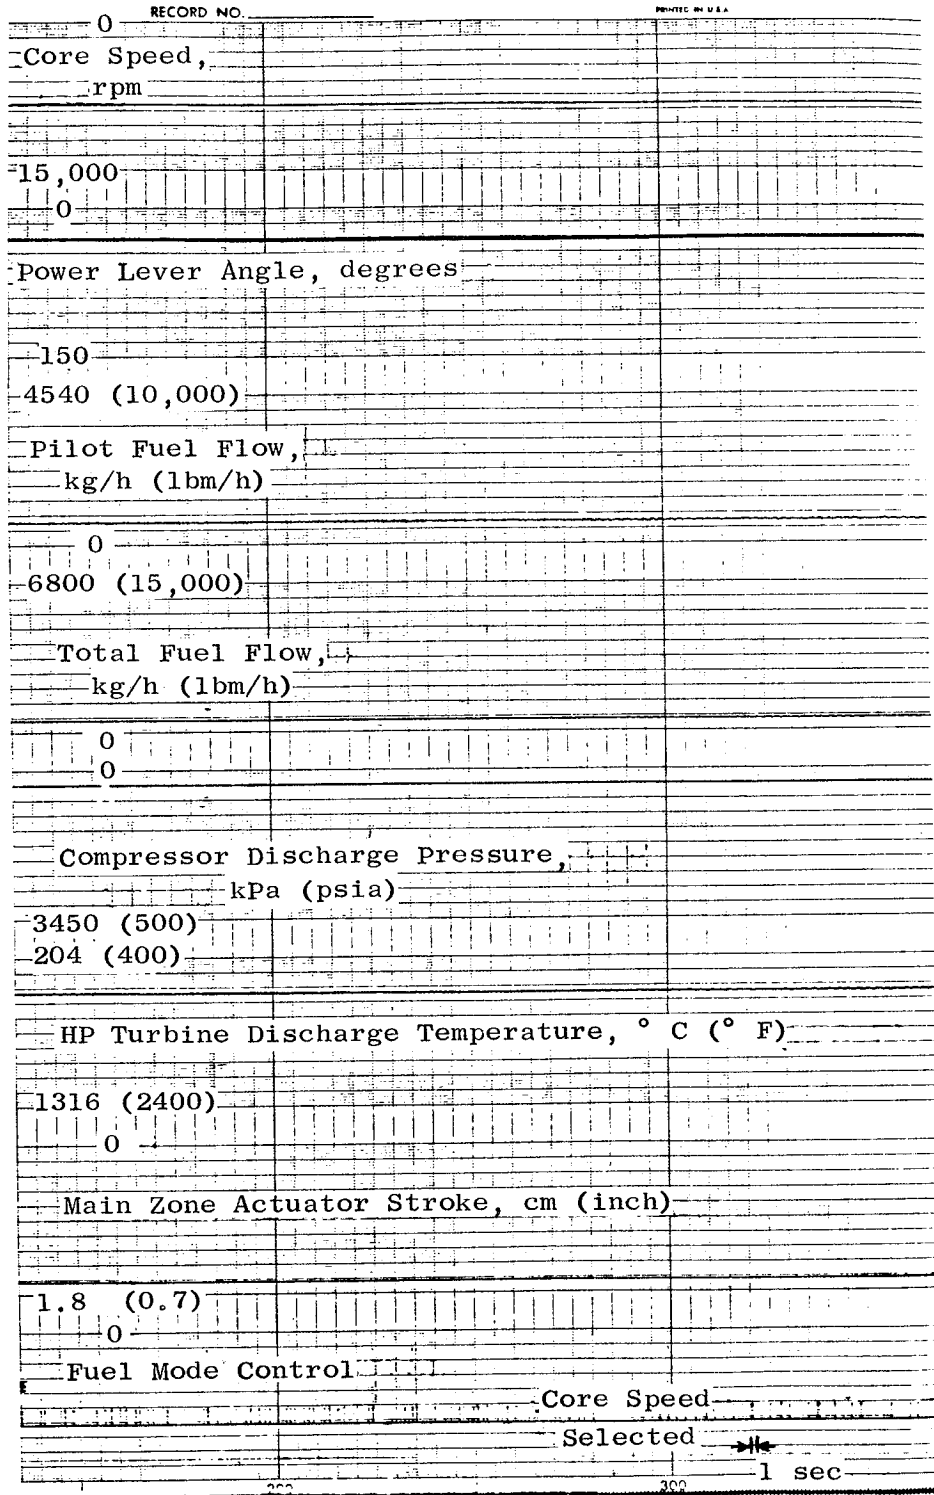 RECORD NO.
PRINTED IN U S A
0
Core Speed,
rpm
15,000
0
Power Lever Angle, degrees
150
4540 (10,000)
Pilot Fuel Flow,
kg/h (lbm/h)
0
6800 (15,000)
Total Fuel Flow,
kg/h (lbm/h)
0
0
Compressor Discharge Pressure,
kPa (psia)
3450 (500)
204 (400)
HP Turbine Discharge Temperature, ° C (° F)
1316 (2400)
0
Main Zone Actuator Stroke, cm (inch)
1.8 (0.7)
0
Fuel Mode Control
Core Speed
Selected
1 sec
300